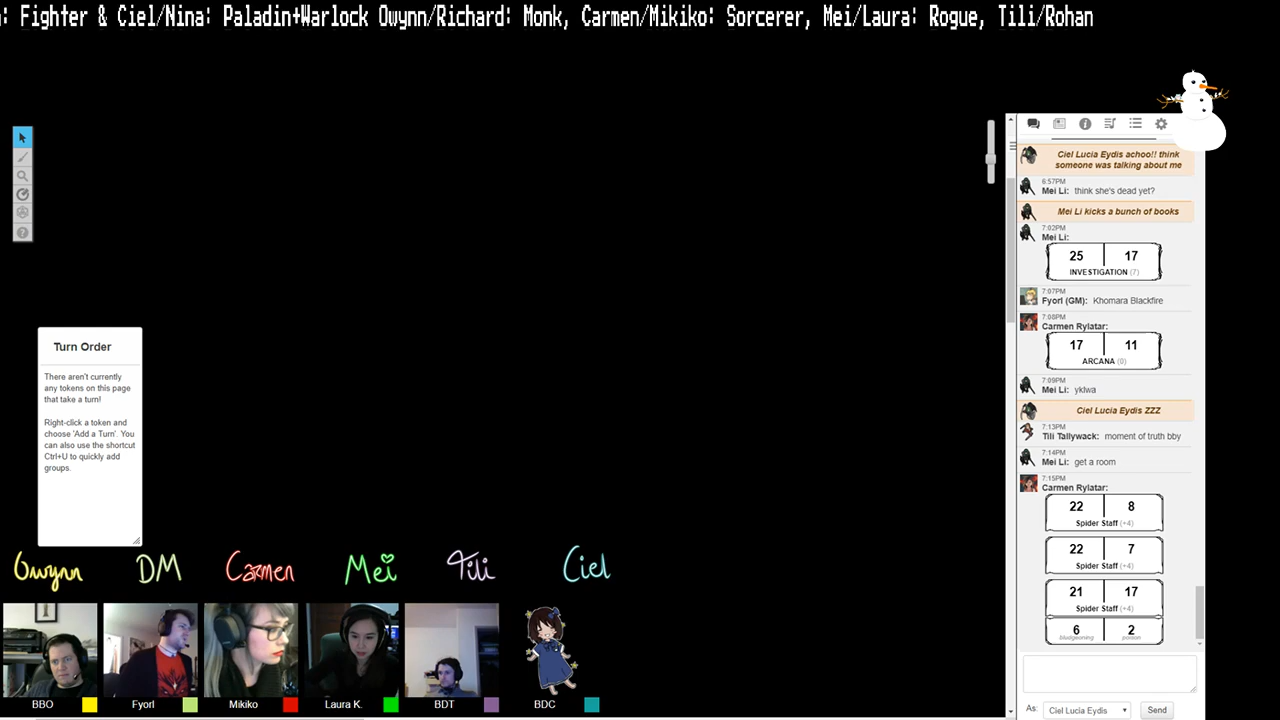 : Fighter & Ciel/Nina: Paladin+Warlock Owynn/Richard: Monk, Carmen/Mikiko: Sorcerer, Mei/Laura: Rogue, Tili/Rohan
Ciel Lucia Eydis achoo!! think
someone was talking about me
6:57PM
Mei Li: think she's dead yet?
Mei Li kicks a bunch of books
7:02PM
Mei Li:
25 17
INVESTIGATION (7)
7:07PM
Fyorl (GM): Khomara Blackfire
7:08PM
Carmen Rylatar:
17 11
ARCANA (0)
7:09PM
Mei Li: yklwa
Ciel Lucia Eydis ZZZ
7:13PM
Tili Tallywack: moment of truth bby
7:14PM
Mei Li: get a room
7:15PM
Carmen Rylatar:
22 8
Spider Staff (+4)
22 7
Spider Staff (+4)
21 17
Spider Staff (+4)
6 2
bludgeoning poison
As: Ciel Lucia Eydis Send
Turn Order
There aren't currently
any tokens on this page
that take a turn!
Right-click a token and
choose 'Add a Turn'. You
can also use the shortcut
Ctrl+U to quickly add
groups.
Owynn DM Carmen Mei Tili Ciel
BBO Fyorl Mikiko Laura K. BDT BDC